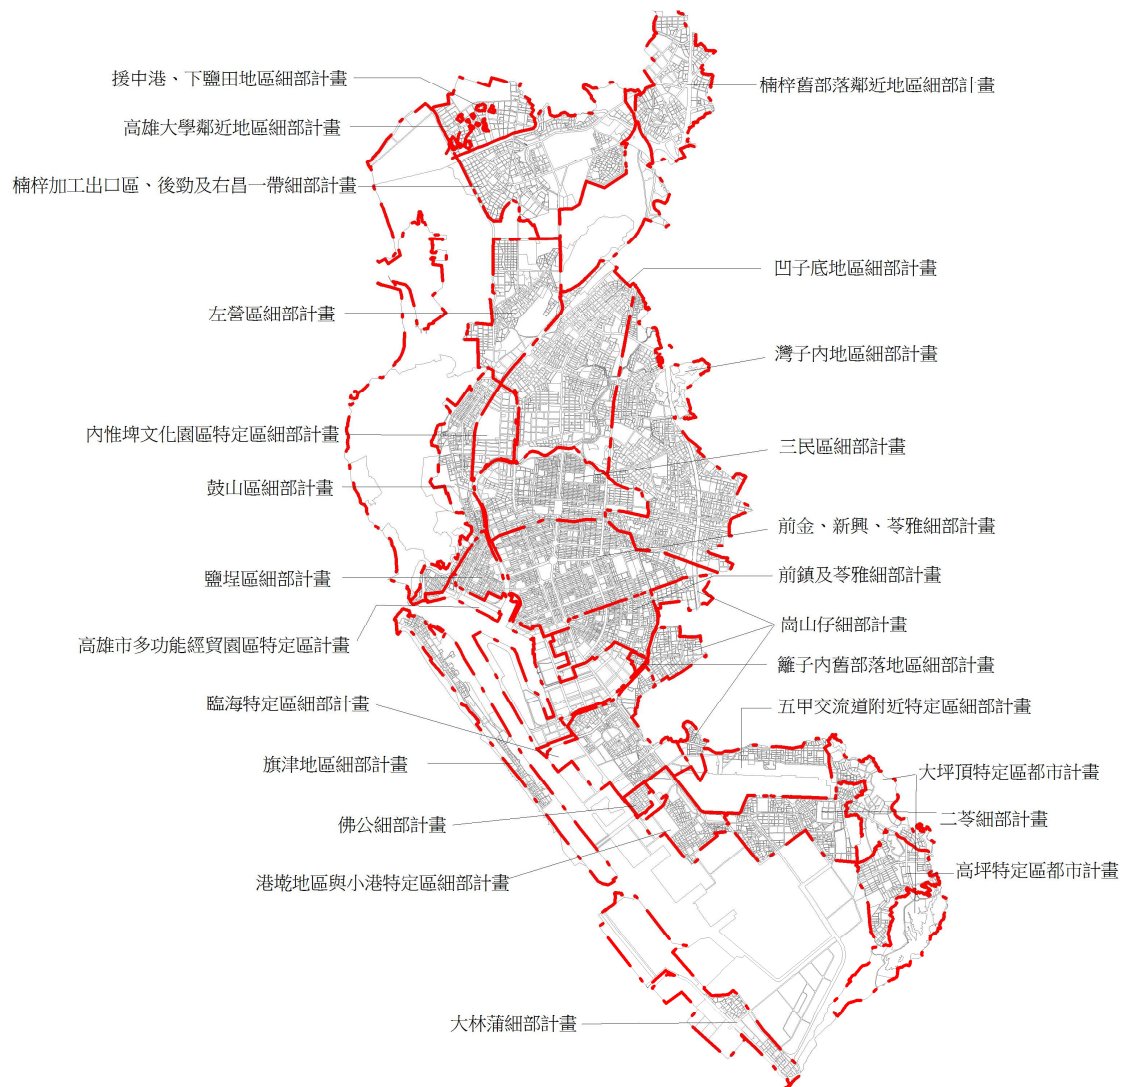 援中港、下鹽田地區細部計畫
楠梓舊部落鄰近地區細部計畫
高雄大學鄰近地區細部計畫
楠梓加工出口區、後勁及右昌一帶細部計畫
凹子底地區細部計畫
左營區細部計畫
灣子內地區細部計畫
內惟埤文化園區特定區細部計畫
三民區細部計畫
鼓山區細部計畫
前金、新興、苓雅細部計畫
鹽埕區細部計畫
前鎮及苓雅細部計畫
崗山仔細部計畫
高雄市多功能經貿園區特定區計畫
籬子內舊部落地區細部計畫
臨海特定區細部計畫
五甲交流道附近特定區細部計畫
旗津地區細部計畫
大坪頂特定區都市計畫
佛公細部計畫
二苓細部計畫
高坪特定區都市計畫
港墘地區與小港特定區細部計畫
大林蒲細部計畫